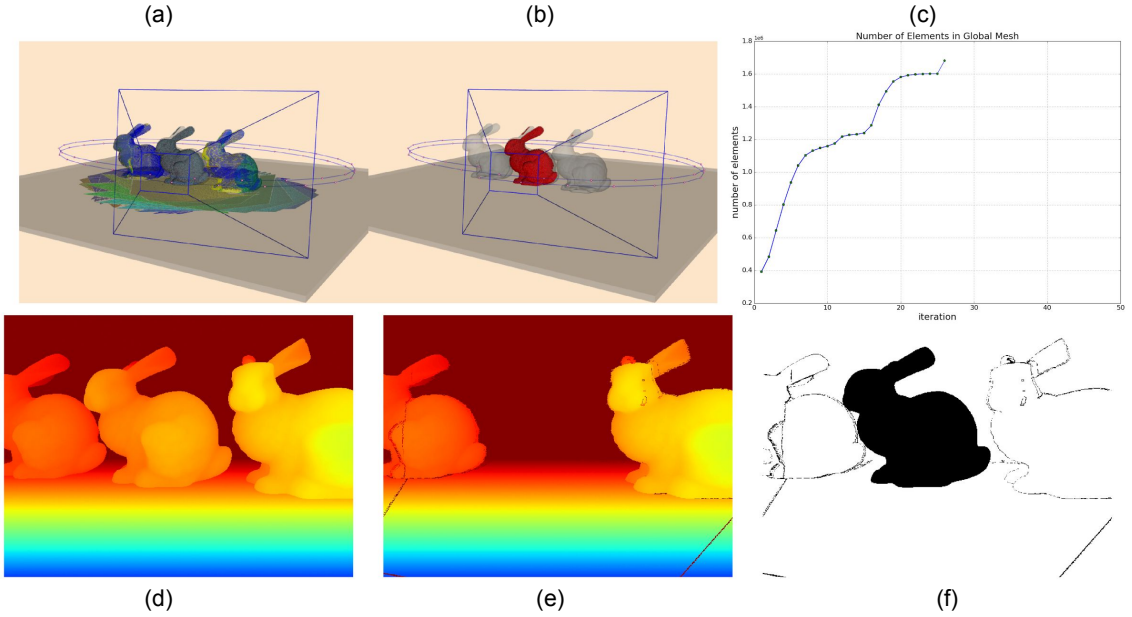 (a)
(b)
(c)
Number of Elements in Global Mesh
1e6
1.8
1.6
1.4
1.2
1.0
0.8
0.6
0.4
0.2
number of elements
0
10
20
30
40
50
iteration
(d)
(e)
(f)